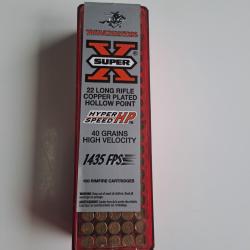 WINCHESTER
SUPER X
22 LONG RIFLE
COPPER PLATED
HOLLOW POINT
HYPER
SPEED HP
40 GRAINS
HIGH VELOCITY
1435 FPS
100 RIMFIRE CARTRIDGES